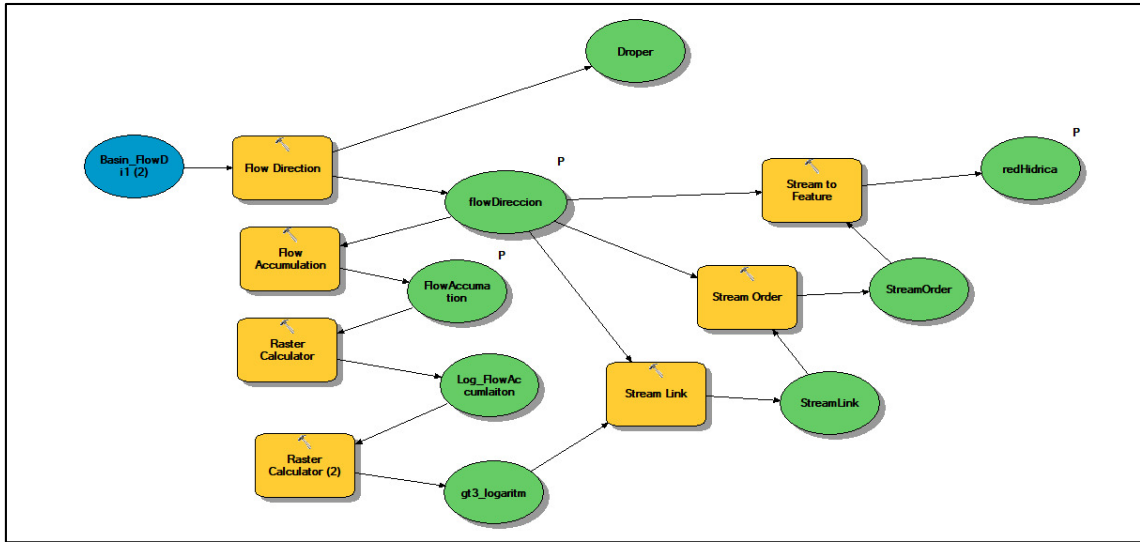 Droper
Basin_FlowD
i1 (2)
Flow Direction
P
flowDireccion
Stream to
Feature
P
redHidrica
Flow
Accumulation
P
FlowAccuma
tion
Stream Order
StreamOrder
Raster
Calculator
Log_FlowAc
cumlaiton
Stream Link
StreamLink
Raster
Calculator (2)
gt3_logaritm